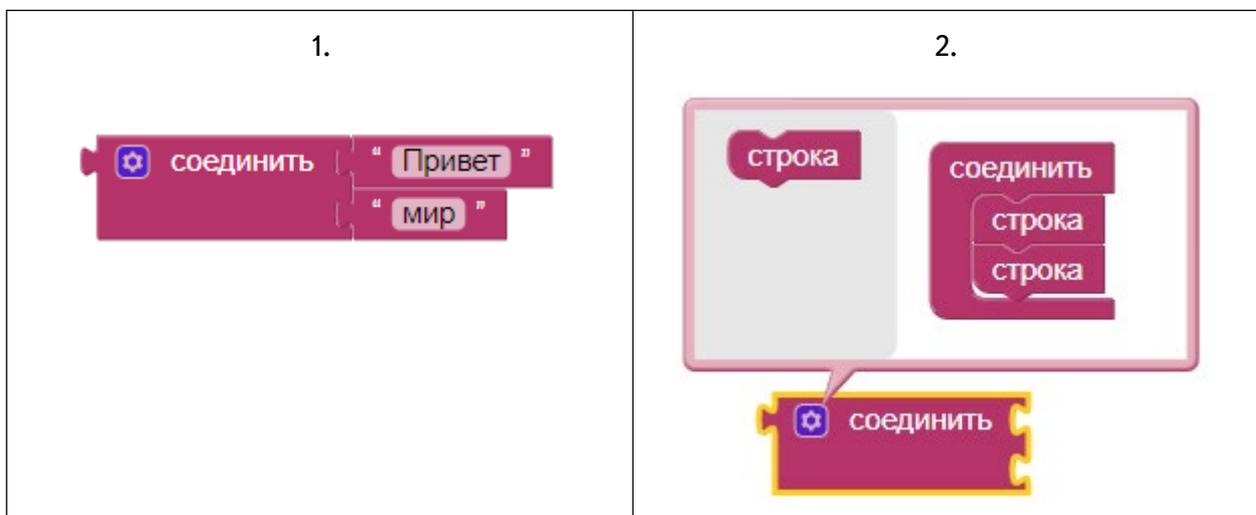 1.
соединить “ Привет ”
“ мир ”
2.
строка
соединить
строка
строка
соединить